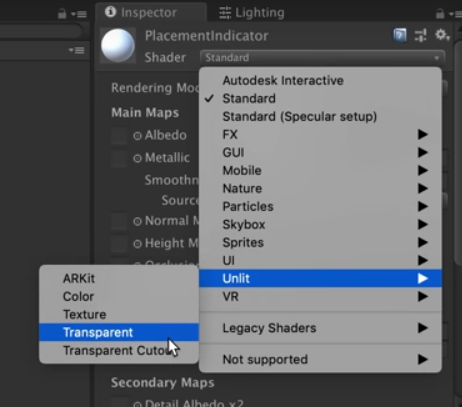 Inspector
Lighting
PlacementIndicator
Shader
Standard
Rendering Mo
Main Maps
Albedo
Metallic
Smoothn
Source
Normal M
Height M
Autodesk Interactive
Standard
Standard (Specular setup)
FX
GUI
Mobile
Nature
Particles
Skybox
Sprites
UI
Unlit
VR
Legacy Shaders
Not supported
ARKit
Color
Texture
Transparent
Transparent Cuto
Secondary Maps
Detail Albedo x2